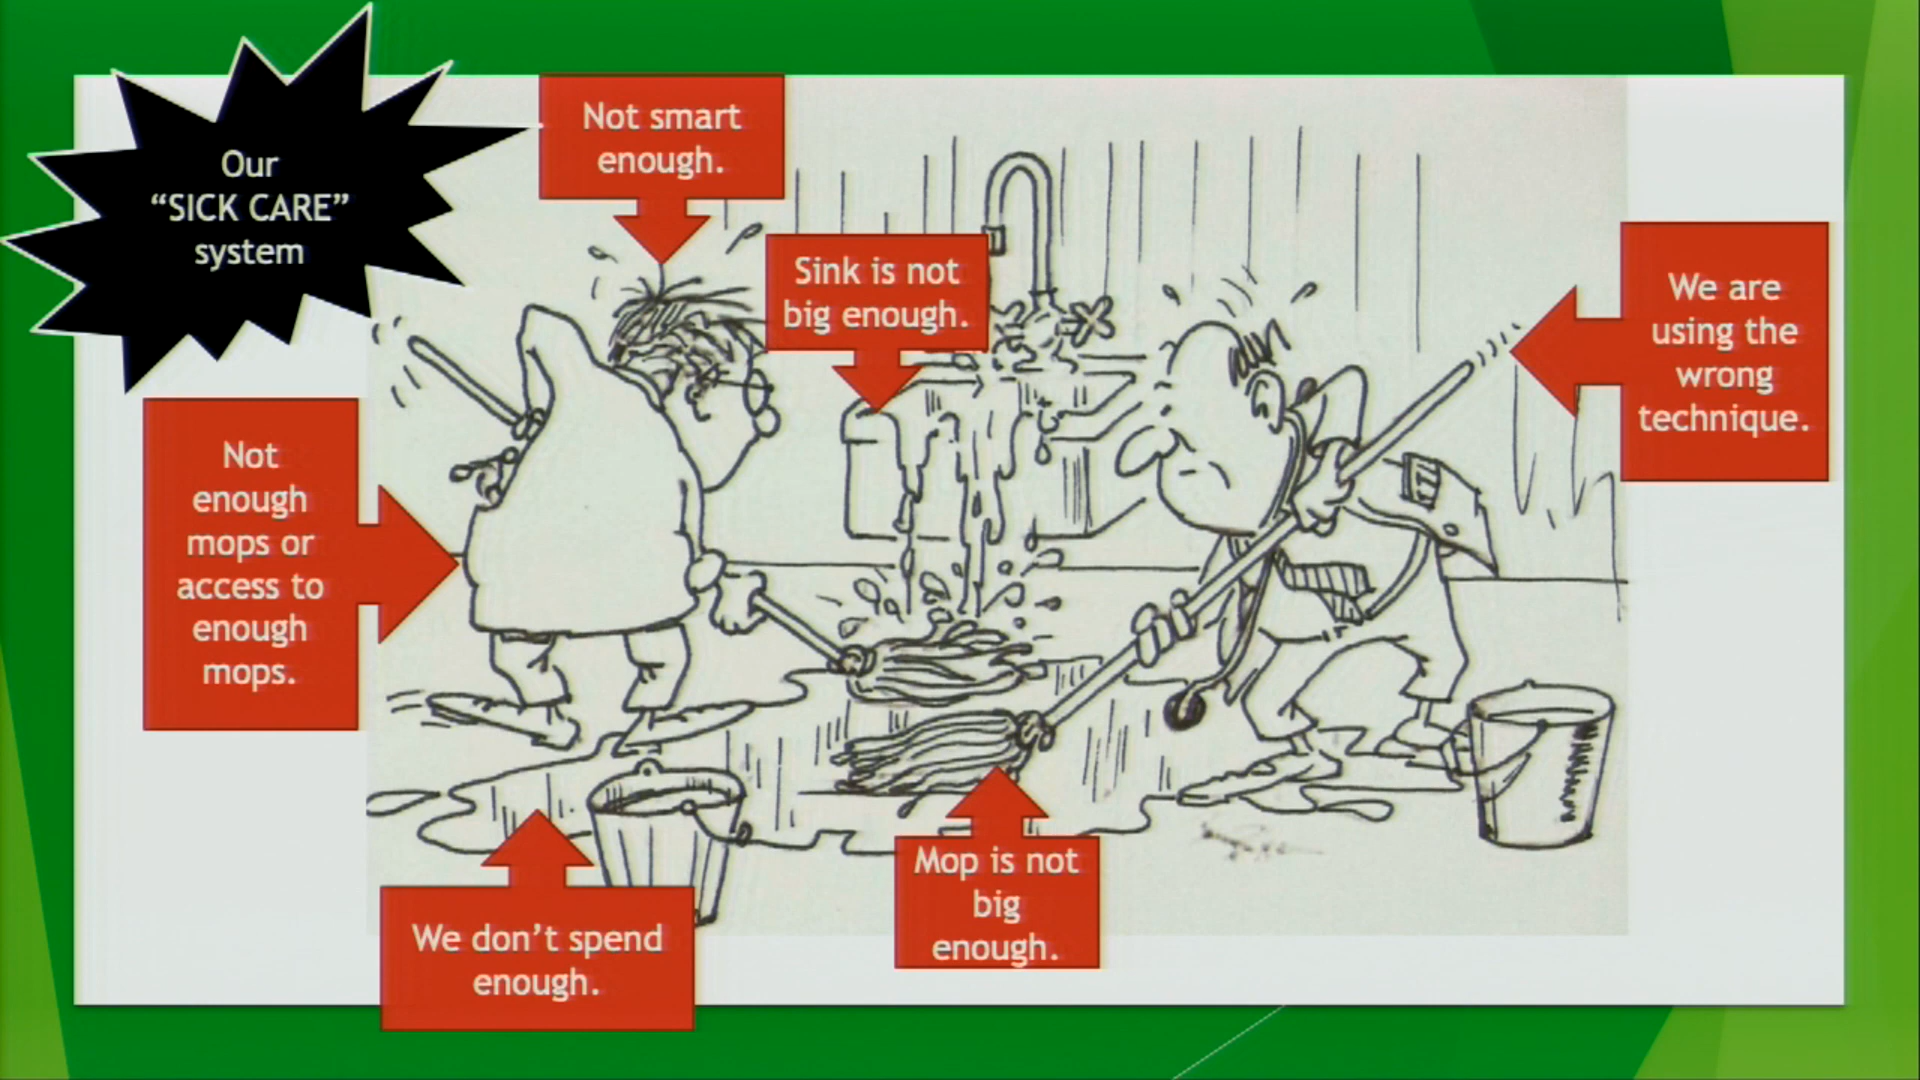 Our
“SICK CARE”
system
Not smart
enough.
Sink is not
big enough.
We are
using the
wrong
technique.
Not
enough
mops or
access to
enough
mops.
Mop is not
big
enough.
We don’t spend
enough.